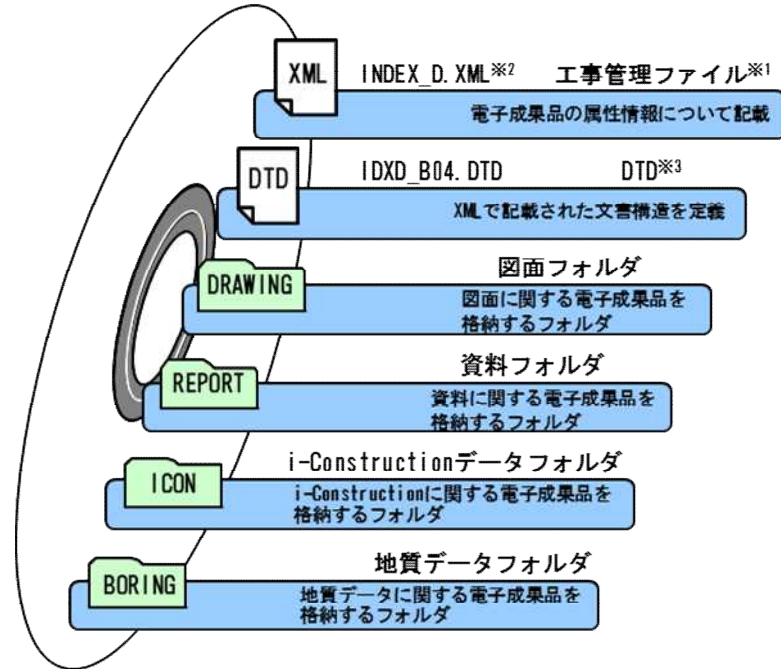 XML INDEX_D.XML※2 工事管理ファイル※1
電子成果品の属性情報について記載
DTD IDXD_B04.DTD DTD※3
XMLで記載された文書構造を定義
DRAWING 図面フォルダ
図面に関する電子成果品を
格納するフォルダ
REPORT 資料フォルダ
資料に関する電子成果品を
格納するフォルダ
ICON i-Constructionデータフォルダ
i-Constructionに関する電子成果品を
格納するフォルダ
BORING 地質データフォルダ
地質データに関する電子成果品を
格納するフォルダ